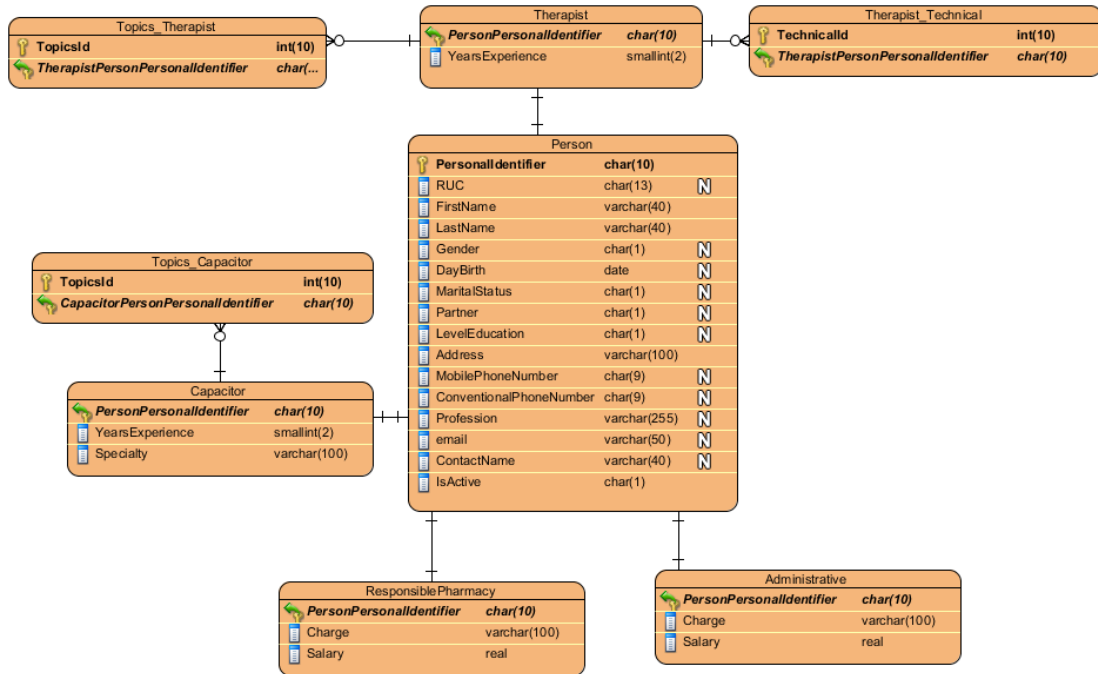 Topics_Therapist
TopicsId int(10)
TherapistPersonPersonalIdentifier char(...
Therapist
PersonPersonalIdentifier char(10)
YearsExperience smallint(2)
Therapist_Technical
TechnicalId int(10)
TherapistPersonPersonalIdentifier char(10)
Person
PersonalIdentifier char(10)
RUC char(13) N
FirstName varchar(40)
LastName varchar(40)
Gender char(1) N
DayBirth date N
MaritalStatus char(1) N
Partner char(1) N
LevelEducation char(1) N
Address varchar(100)
MobilePhoneNumber char(9) N
ConventionalPhoneNumber char(9) N
Profession varchar(255) N
email varchar(50) N
ContactName varchar(40) N
IsActive char(1)
Topics_Capacitor
TopicsId int(10)
CapacitorPersonPersonalIdentifier char(10)
Capacitor
PersonPersonalIdentifier char(10)
YearsExperience smallint(2)
Specialty varchar(100)
ResponsiblePharmacy
PersonPersonalIdentifier char(10)
Charge varchar(100)
Salary real
Administrative
PersonPersonalIdentifier char(10)
Charge varchar(100)
Salary real